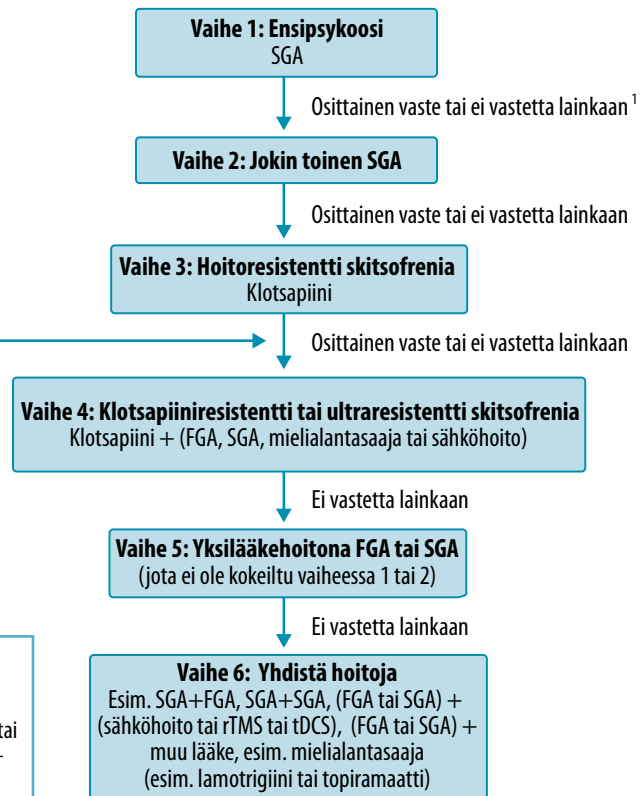 Vaihe 1: Ensipsykoosi
SGA
Osittainen vaste tai ei vastetta lainkaan 1
Vaihe 2: Jokin toinen SGA
Osittainen vaste tai ei vastetta lainkaan
Vaihe 3: Hoitoresistentti skitsofrenia
Klotsapiini
Osittainen vaste tai ei vastetta lainkaan
Vaihe 4: Klotsapiiniresistentti tai ultraresistentti skitsofrenia
Klotsapiini + (FGA, SGA, mielialantasaaja tai sähköhoito)
Ei vastetta lainkaan
Vaihe 5: Yksilääkehoitona FGA tai SGA
(jota ei ole kokeiltu vaiheessa 1 tai 2)
Ei vastetta lainkaan
Vaihe 6: Yhdistä hoitoja
Esim. SGA+FGA, SGA+SGA, (FGA tai SGA) +
(sähköhoito tai rTMS tai tDCS), (FGA tai SGA) +
muu lääke, esim. mielialantasaaja
(esim. lamotrigiini tai topiramaatti)